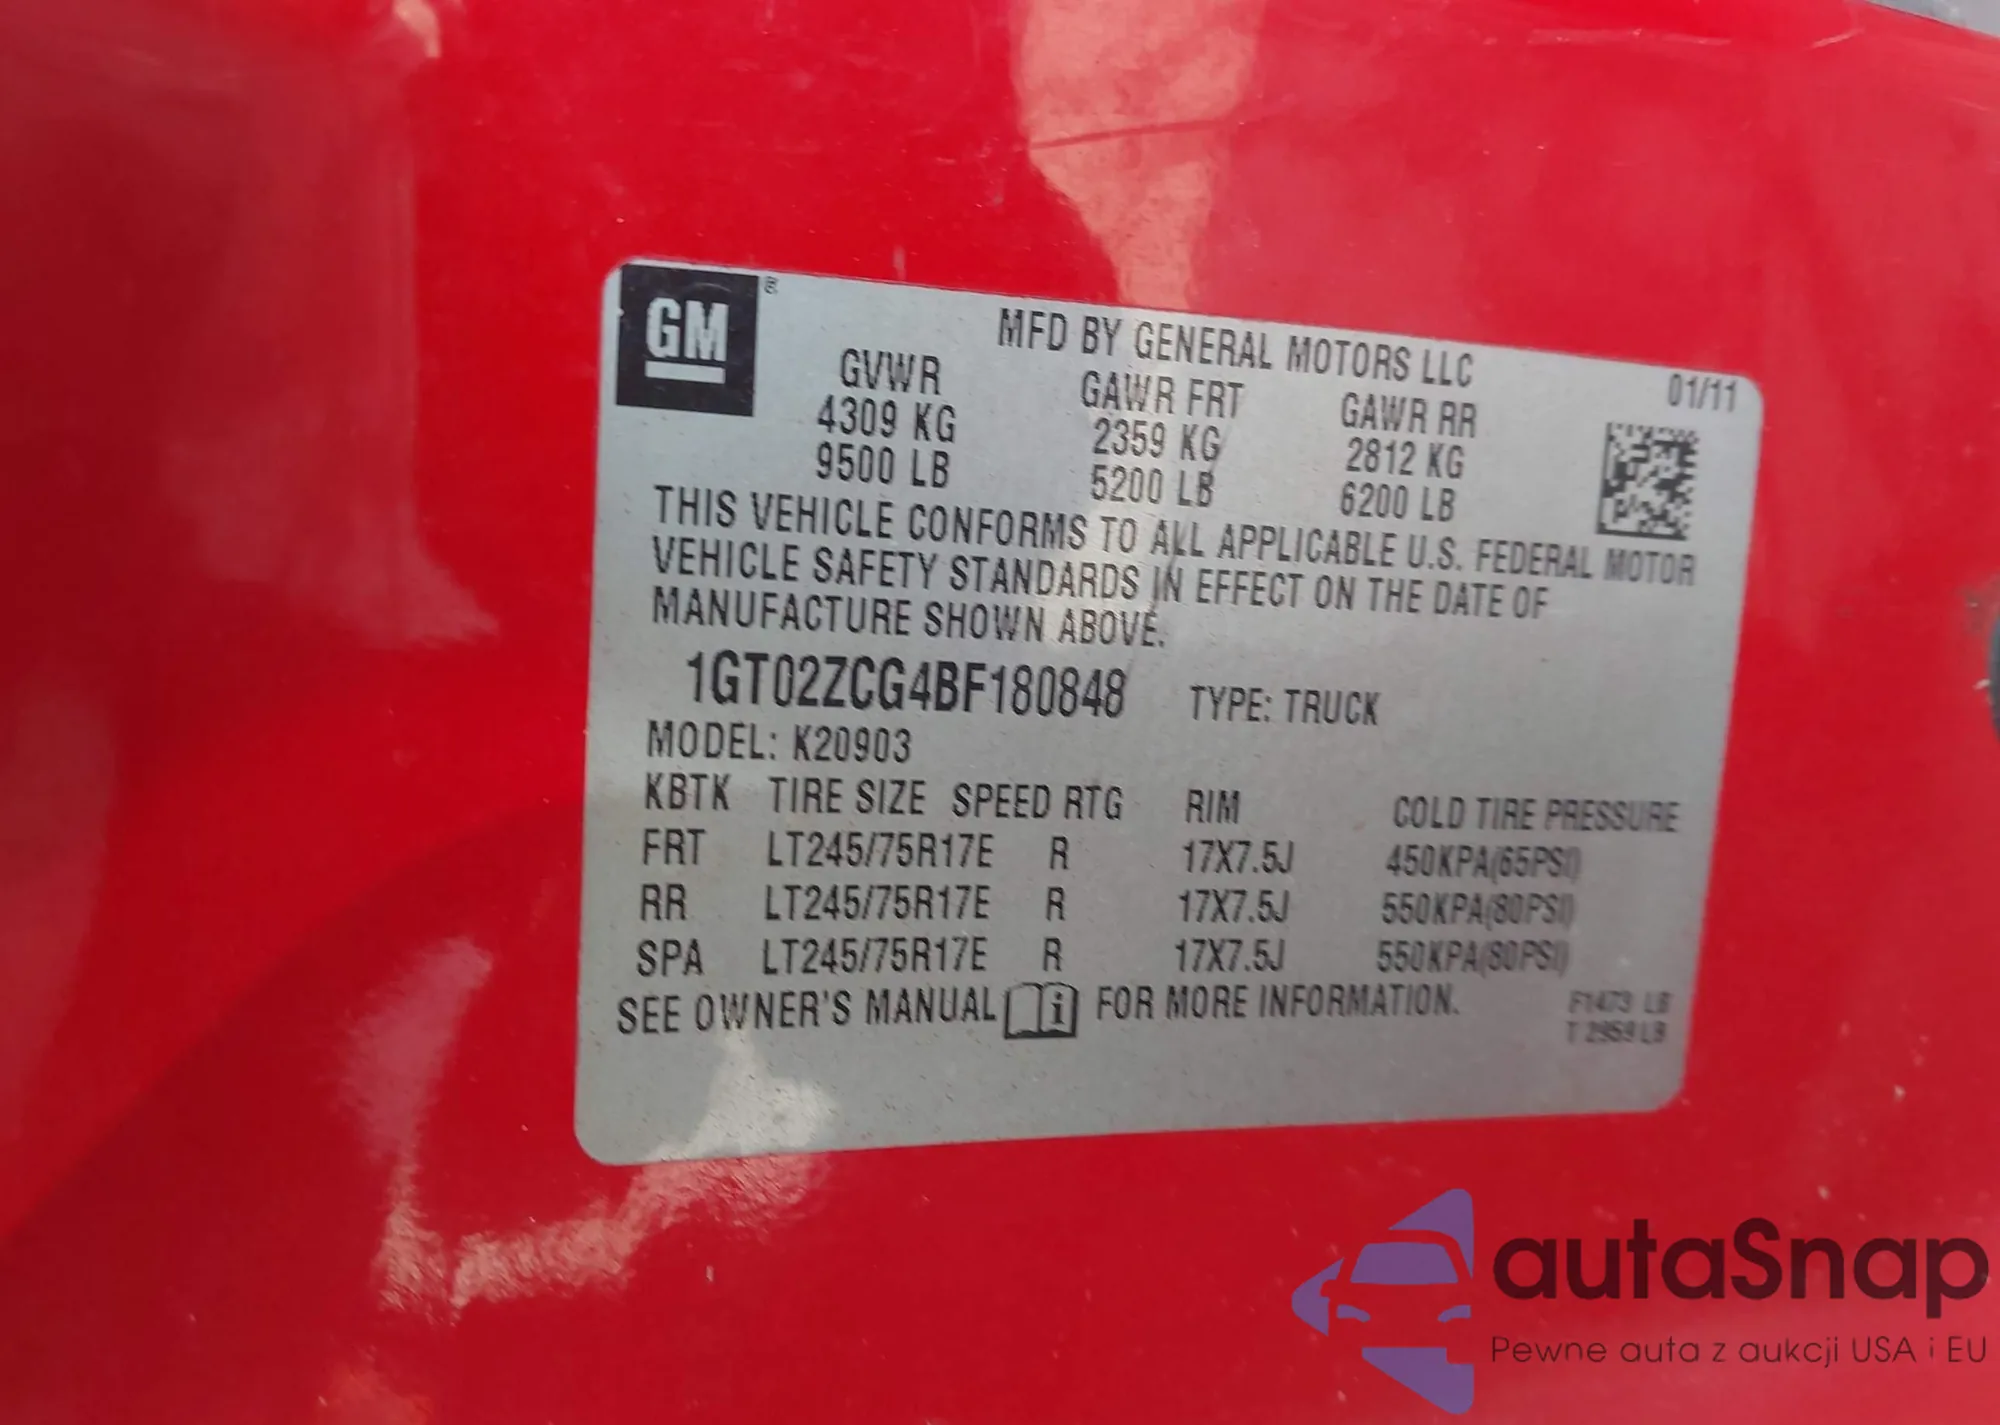 GM
MFD BY GENERAL MOTORS LLC
01/11
GVWR GAWR FRT GAWR RR
4309 KG 2359 KG 2812 KG
9500 LB 5200 LB 6200 LB
THIS VEHICLE CONFORMS TO ALL APPLICABLE U.S. FEDERAL MOTOR
VEHICLE SAFETY STANDARDS IN EFFECT ON THE DATE OF
MANUFACTURE SHOWN ABOVE.
1GT02ZCG4BF180848 TYPE: TRUCK
MODEL: K20903
KBTK TIRE SIZE SPEED RTG RIM COLD TIRE PRESSURE
FRT LT245/75R17E R 17X7.5J 450KPA(65PSI)
RR LT245/75R17E R 17X7.5J 550KPA(80PSI)
SPA LT245/75R17E R 17X7.5J 550KPA(80PSI)
SEE OWNER'S MANUAL i FOR MORE INFORMATION.
F1473 LB
T 2959 LB
autaSnap
Pewne auta z aukcji USA i EU